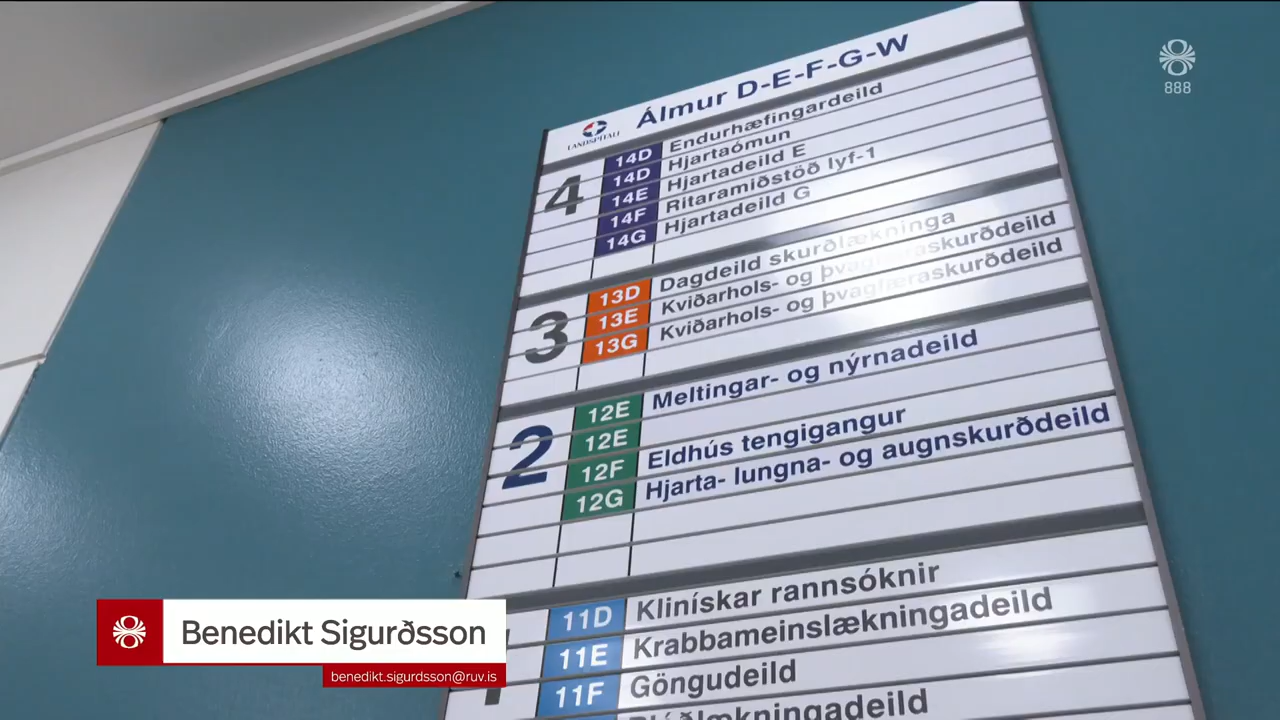 888
Álmur D-E-F-G-W
LANDSPÍTALI
4
14D Endurhæfingardeild
14D Hjartaómun
14E Hjartadeild E
14F Ritaramiðstöð lyf-1
14G Hjartadeild G
3
13D Dagdeild skurðlækninga
13E Kviðarhols- og þvagfæraskurðdeild
13G Kviðarhols- og þvagfæraskurðdeild
2
12E Meltingar- og nýrnadeild
12E
12F Eldhús tengigangur
12G Hjarta- lungna- og augnskurðdeild
11D Klinískar rannsóknir
11E Krabbameinslækningadeild
11F Göngudeild
Benedikt Sigurðsson
benedikt.sigurdsson@ruv.is